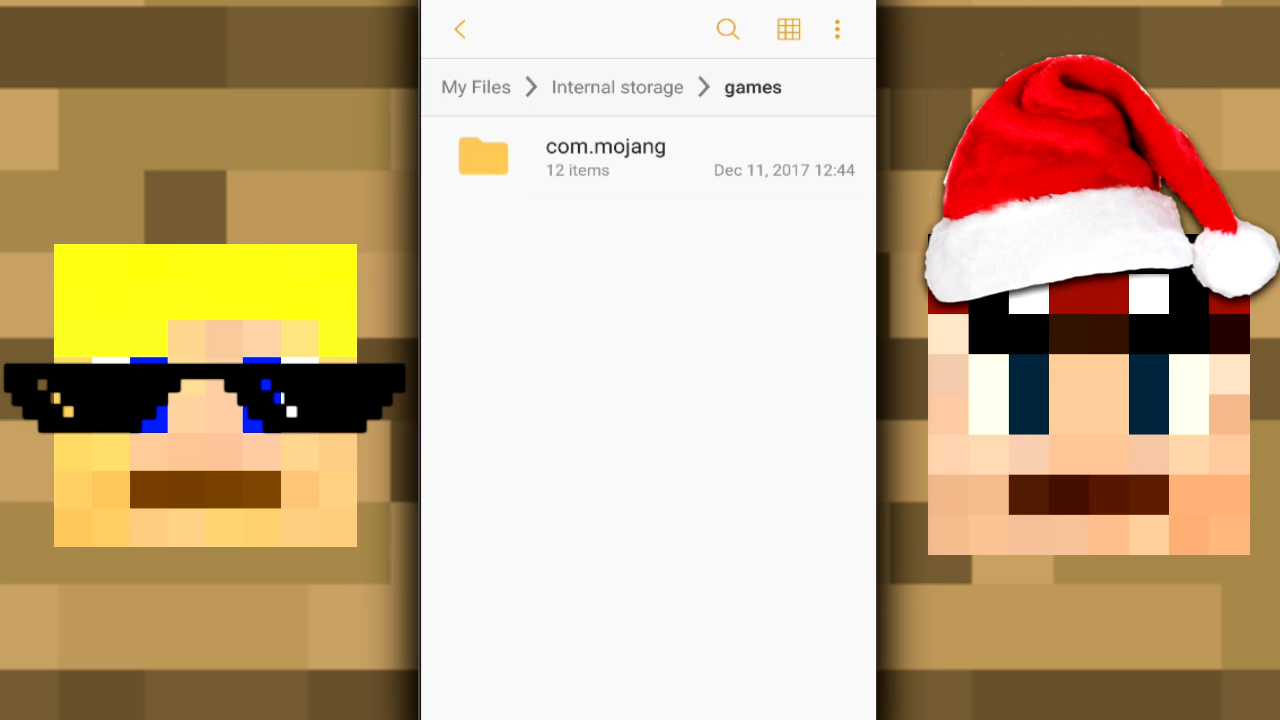 My Files > Internal storage > games
com.mojang
12 items Dec 11, 2017 12:44